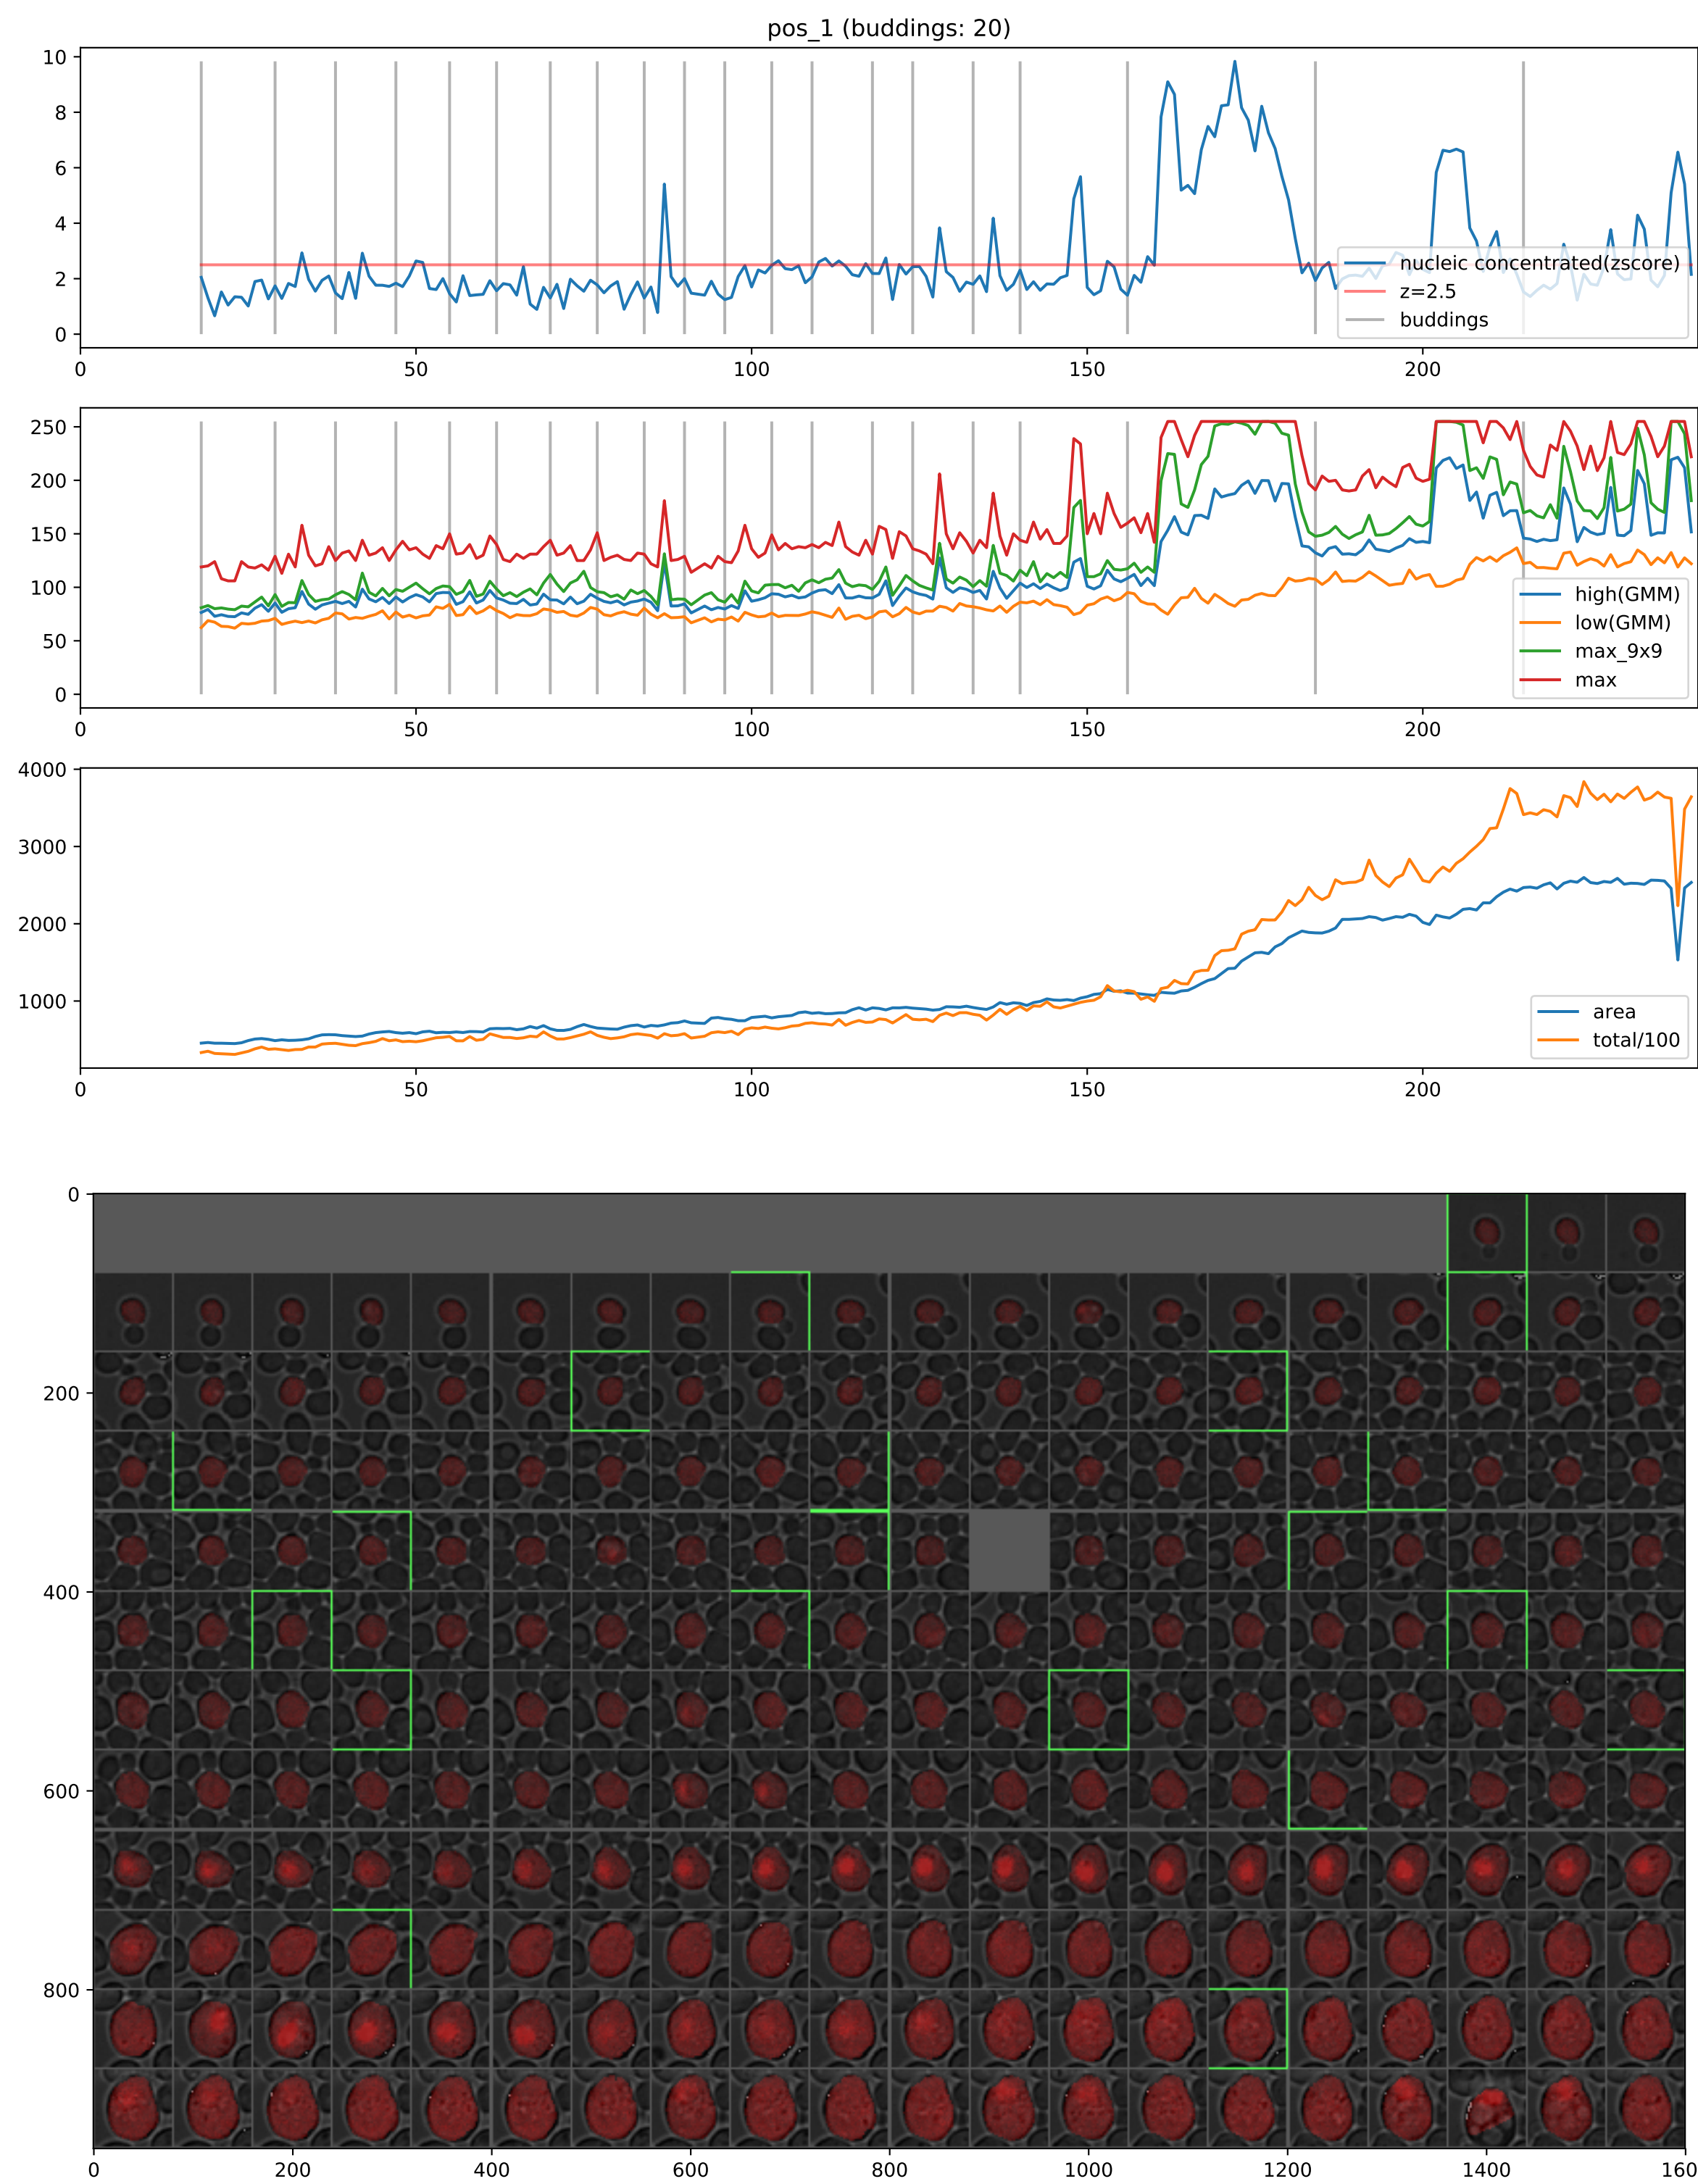 pos_1 (buddings: 20)
10
8
6
4
2
0
nucleic concentrated(zscore)
z=2.5
buddings
0 50 100 150 200
250
200
150
100
50
0
high(GMM)
low(GMM)
max_9x9
max
0 50 100 150 200
4000
3000
2000
1000
area
total/100
0 50 100 150 200
0
200
400
600
800
0 200 400 600 800 1000 1200 1400 160